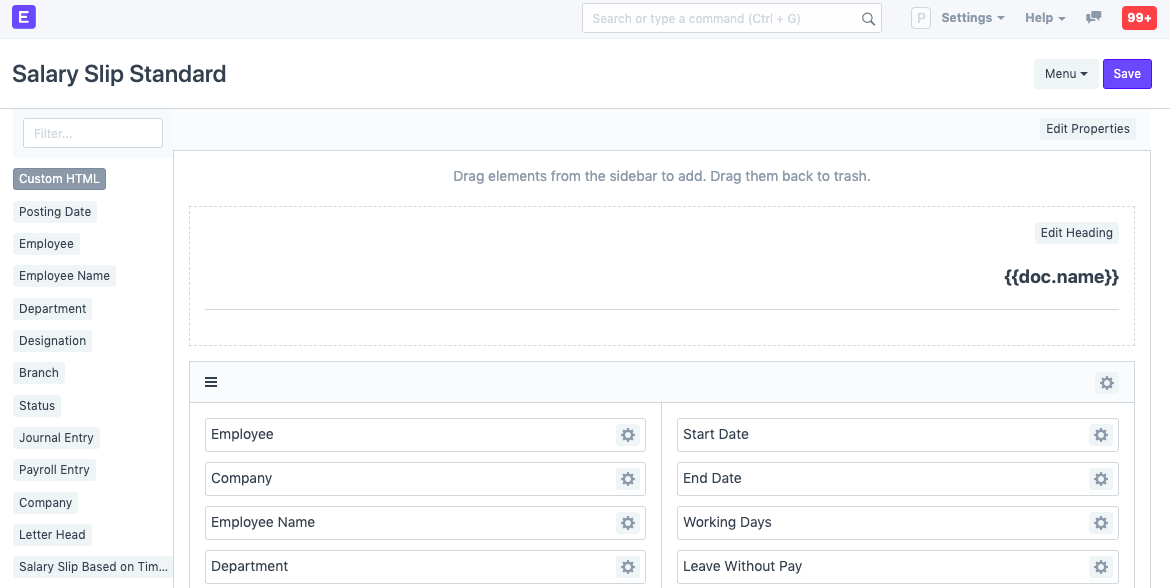 E
Search or type a command (Ctrl + G)
P
Settings
Help
99+
Salary Slip Standard
Menu
Save
Filter...
Edit Properties
Custom HTML
Posting Date
Employee
Employee Name
Department
Designation
Branch
Status
Journal Entry
Payroll Entry
Company
Letter Head
Salary Slip Based on Tim...
Drag elements from the sidebar to add. Drag them back to trash.
Edit Heading
{{doc.name}}
Employee
Company
Employee Name
Department
Start Date
End Date
Working Days
Leave Without Pay